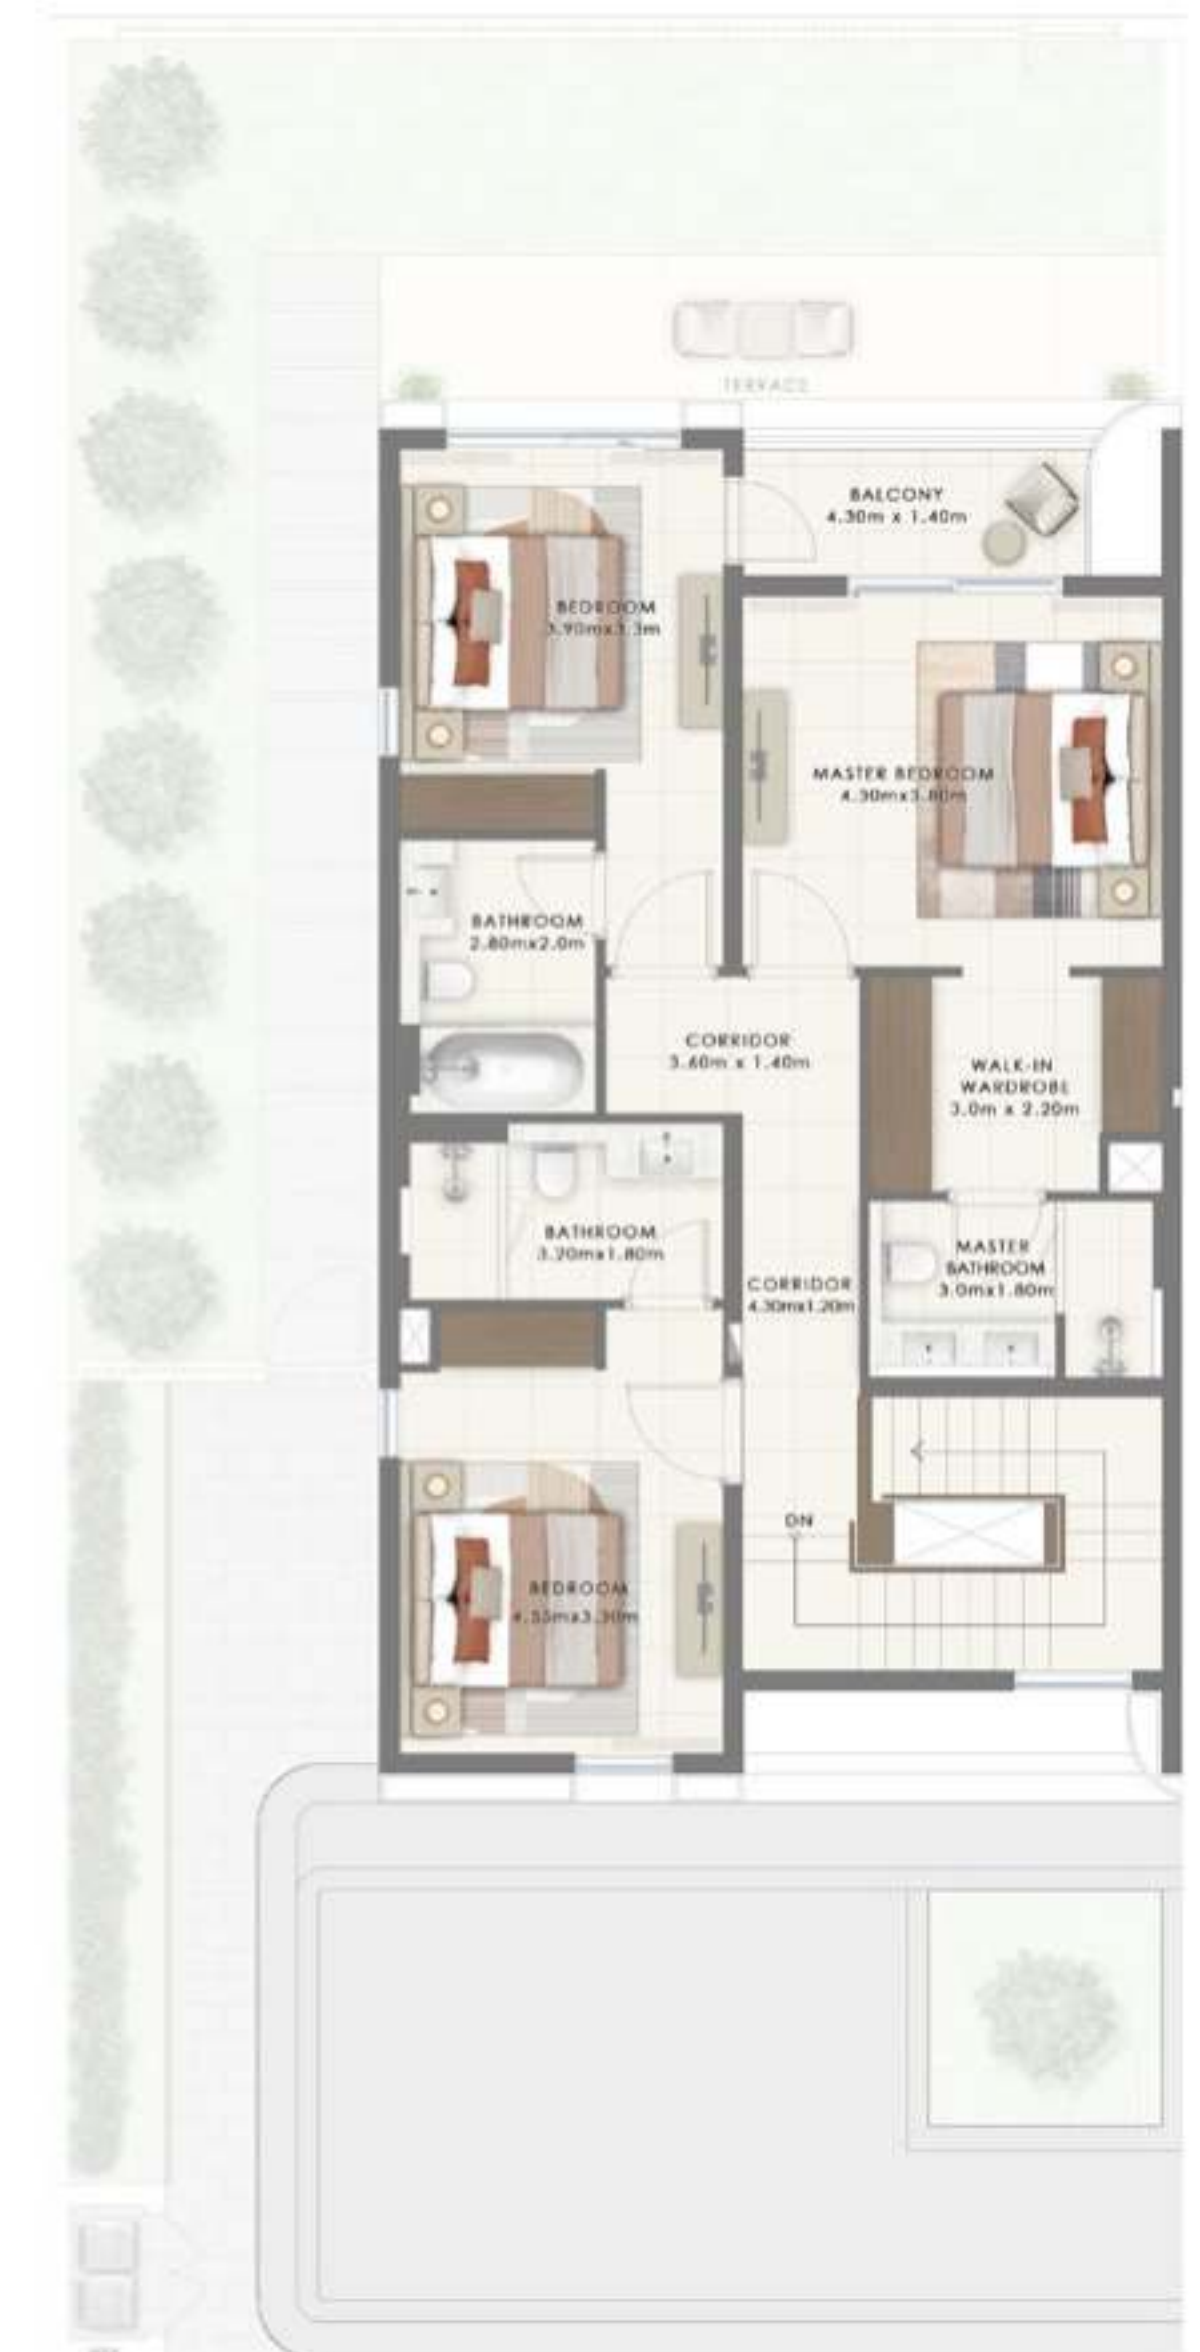 TERRACE
BALCONY
4.30m x 1.40m
BEDROOM
3.90mx3.3m
MASTER BEDROOM
4.30mx3.80m
BATHROOM
2.80mx2.0m
CORRIDOR
3.60m x 1.40m
WALK-IN
WARDROBE
3.0m x 2.20m
BATHROOM
3.20mx1.80m
MASTER
BATHROOM
3.0mx1.80m
CORRIDOR
4.30mx1.20m
DN
BEDROOM
4.55mx3.30m